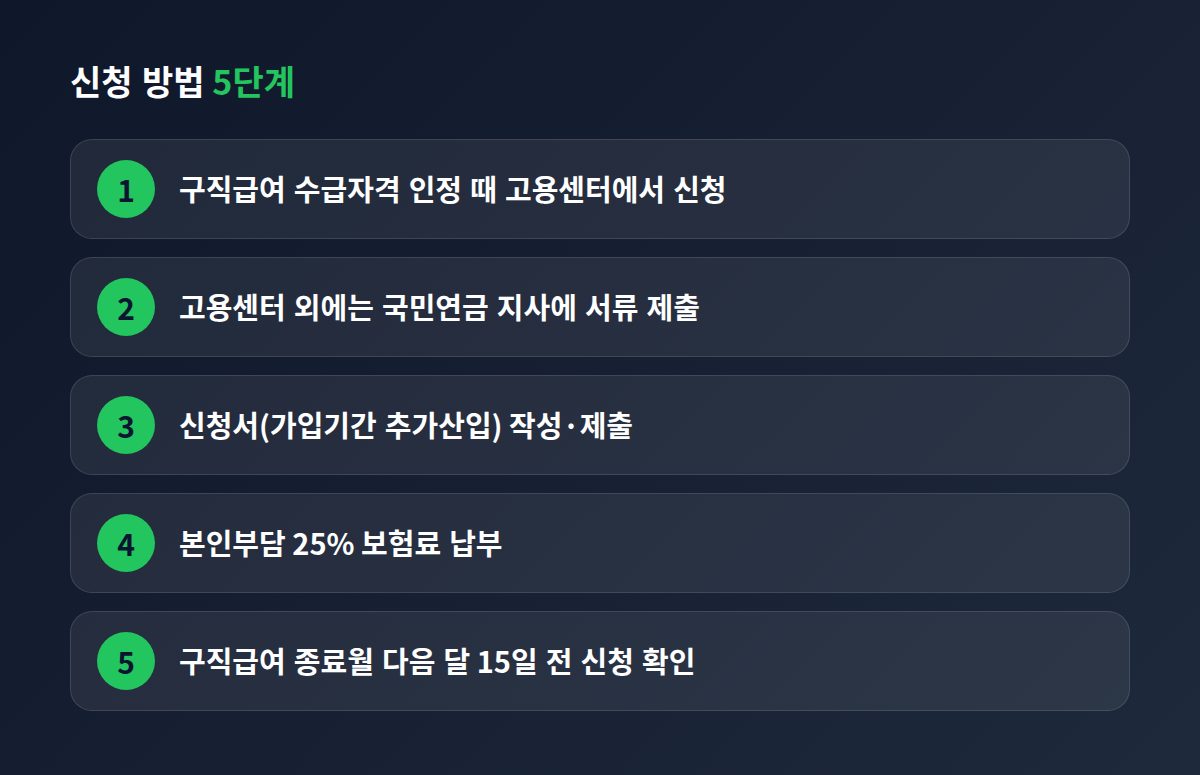 신청 방법 5단계
1 구직급여 수급자격 인정 때 고용센터에서 신청
2 고용센터 외에는 국민연금 지사에 서류 제출
3 신청서(가입기간 추가산입) 작성·제출
4 본인부담 25% 보험료 납부
5 구직급여 종료월 다음 달 15일 전 신청 확인